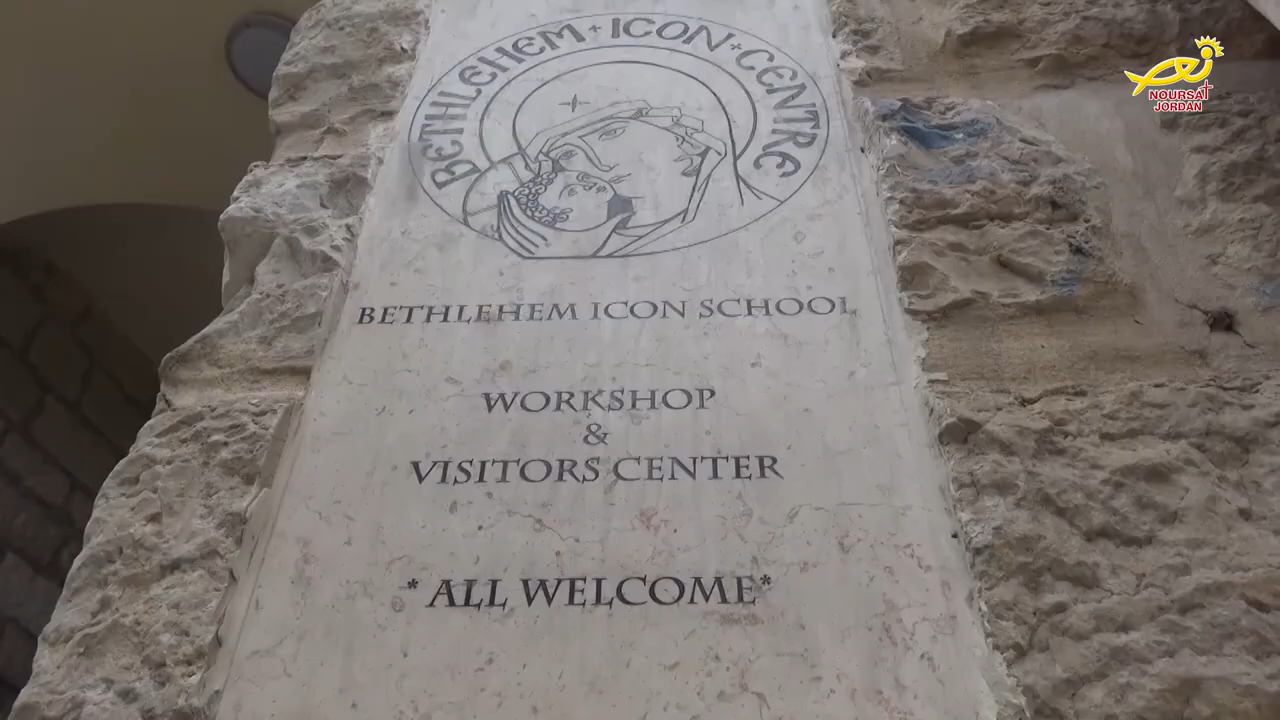 BETHLEHEM + ICON + CENTRE
NOURSAT
JORDAN
BETHLEHEM ICON SCHOOL
WORKSHOP
&
VISITORS CENTER
*ALL WELCOME*